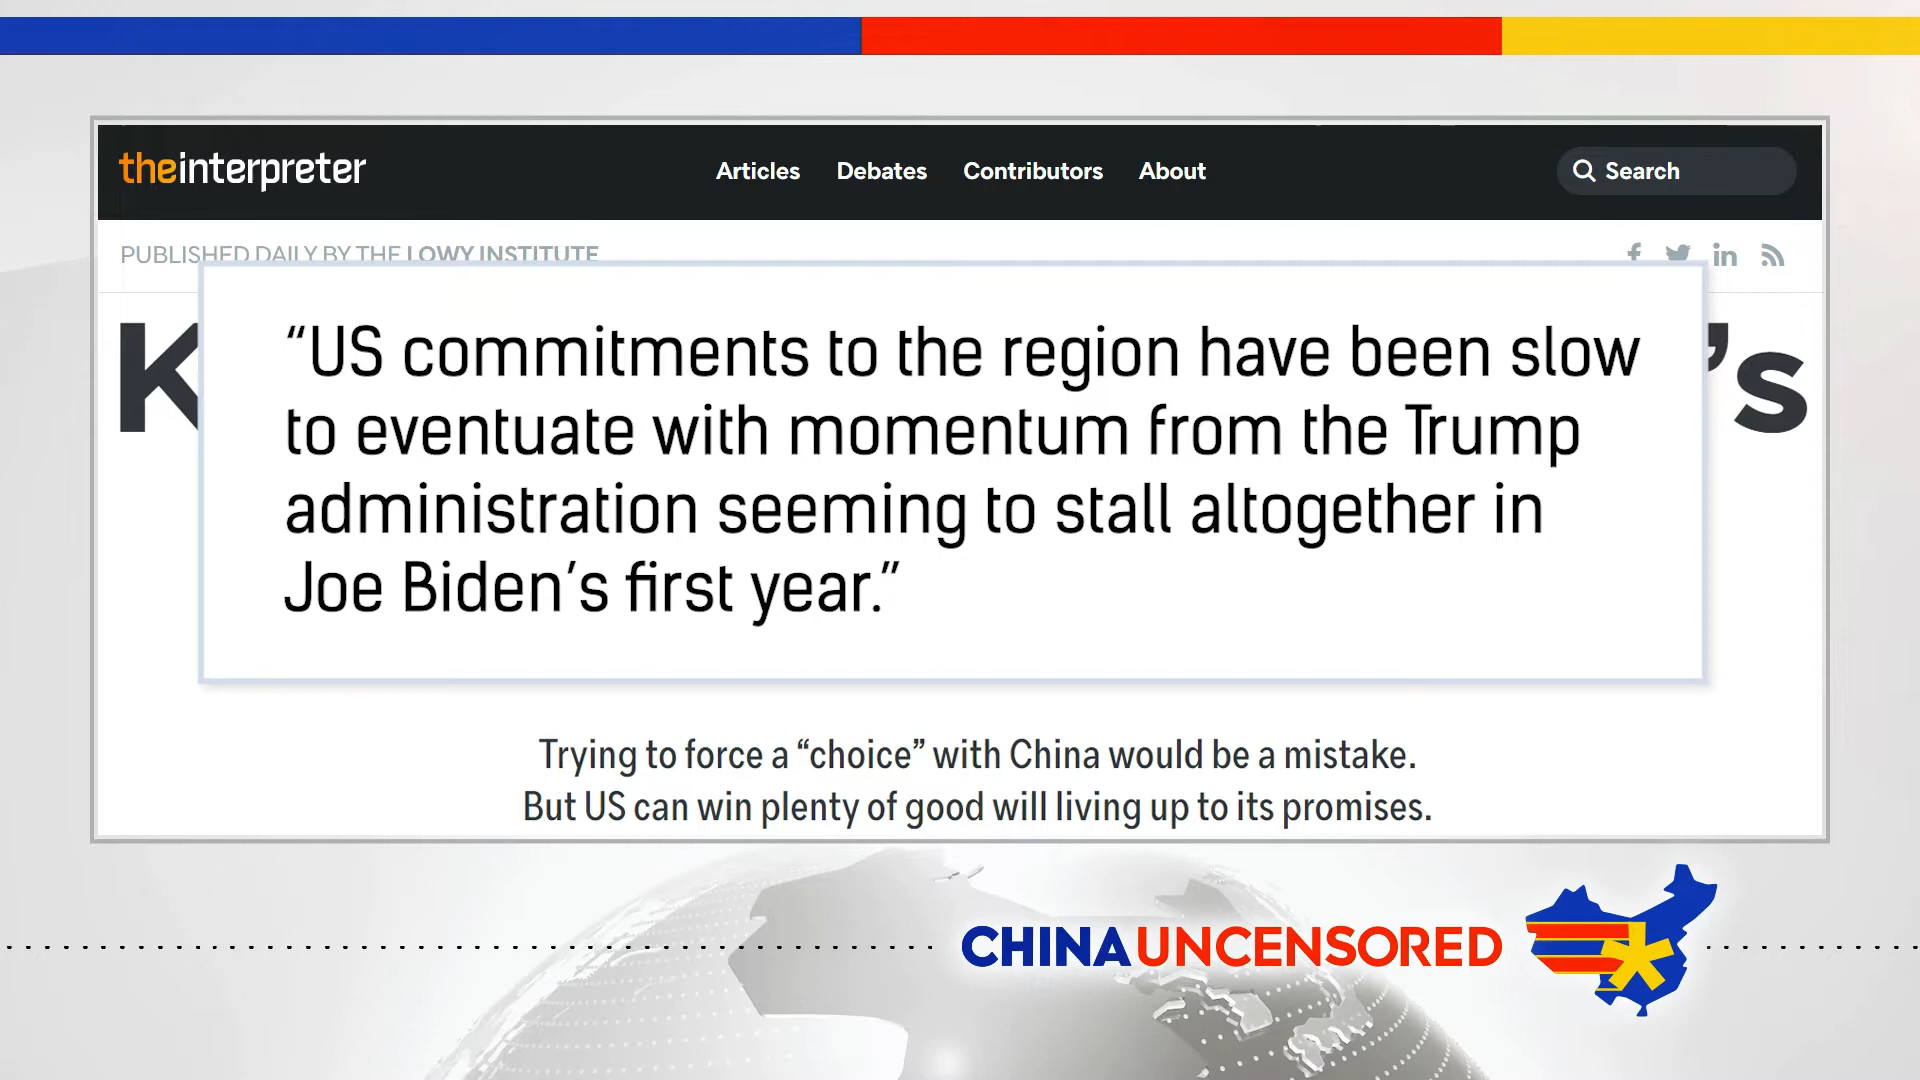 theinterpreter
Articles Debates Contributors About Search
PUBLISHED DAILY BY THE LOWY INSTITUTE
“US commitments to the region have been slow
to eventuate with momentum from the Trump
administration seeming to stall altogether in
Joe Biden’s first year.”
Trying to force a “choice” with China would be a mistake.
But US can win plenty of good will living up to its promises.
CHINA UNCENSORED